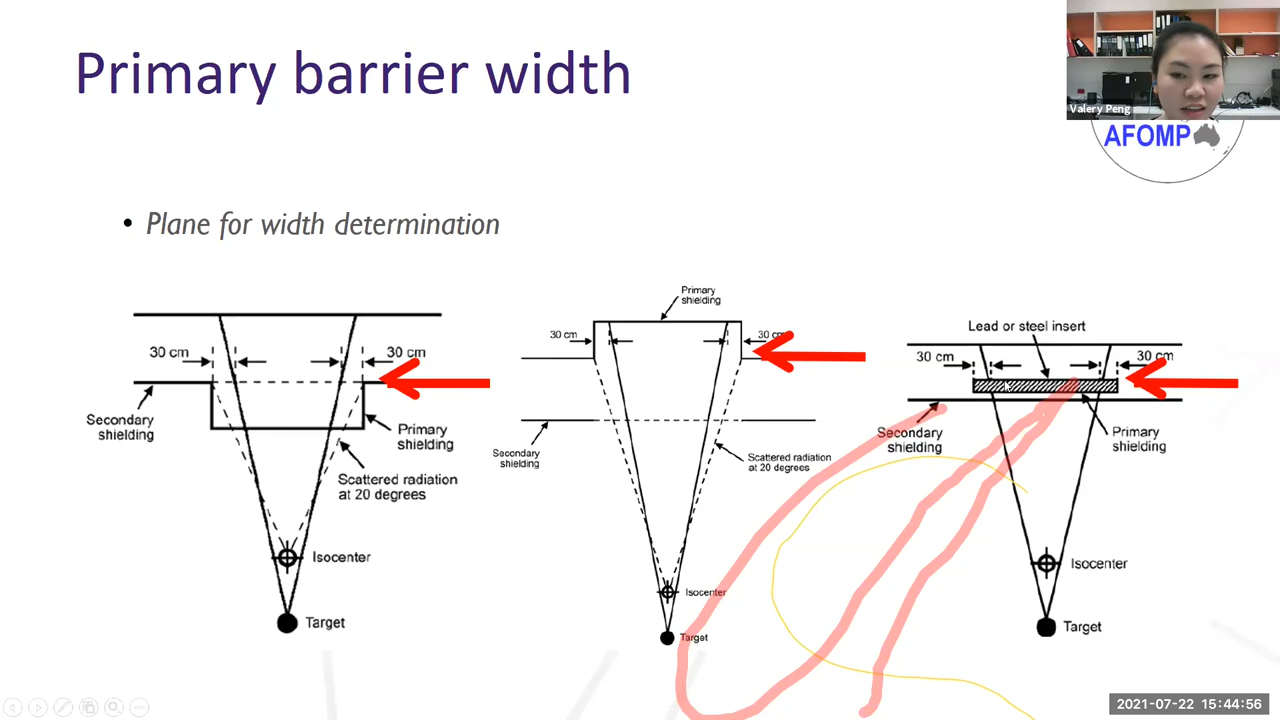 Primary barrier width
Valery Peng
AFOMP
• Plane for width determination
30 cm
30 cm
Secondary
shielding
Primary
shielding
Scattered radiation
at 20 degrees
Isocenter
Target
Primary
shielding
30 cm
30 cm
Secondary
shielding
Scattered radiation
at 20 degrees
Isocenter
Target
Lead or steel insert
30 cm
30 cm
Secondary
shielding
Primary
shielding
Isocenter
Target
2021-07-22 15:44:56